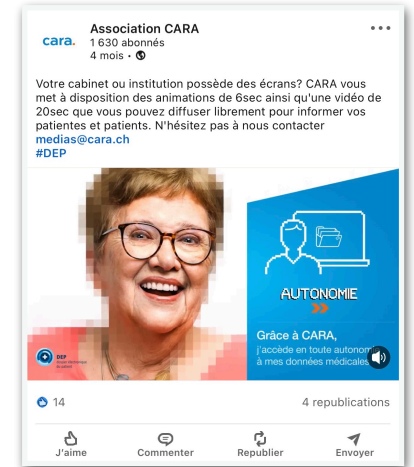 cara.
Association CARA
1 630 abonnés
4 mois •
Votre cabinet ou institution possède des écrans? CARA vous
met à disposition des animations de 6sec ainsi qu'une vidéo de
20sec que vous pouvez diffuser librement pour informer vos
patientes et patients. N'hésitez pas à nous contacter
medias@cara.ch
#DEP
AUTONOMIE
Grâce à CARA,
j'accède en toute autonomie
à mes données médicales
DEP
14
4 republications
J'aime
Commenter
Republier
Envoyer